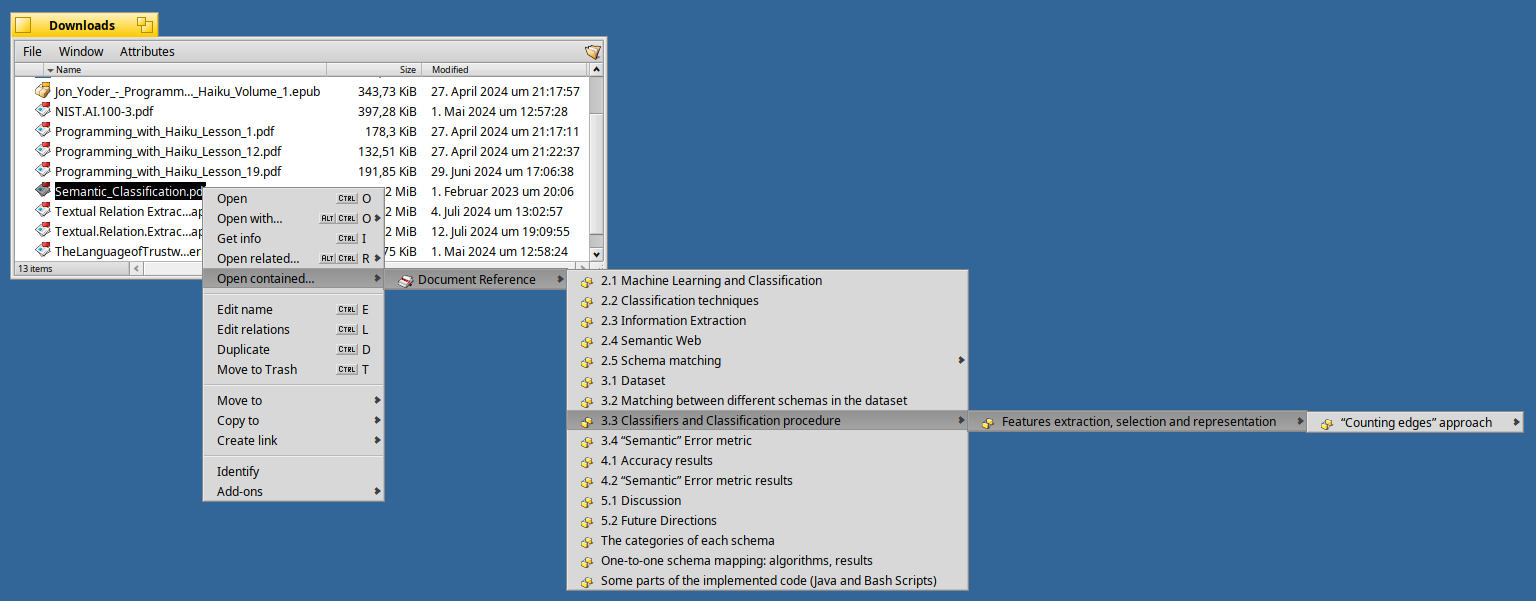 Downloads
File Window Attributes
Name Size Modified
Jon_Yoder_-_Programm..._Haiku_Volume_1.epub 343,73 KiB 27. April 2024 um 21:17:57
NIST.AI.100-3.pdf 397,28 KiB 1. Mai 2024 um 12:57:28
Programming_with_Haiku_Lesson_1.pdf 178,3 KiB 27. April 2024 um 21:17:11
Programming_with_Haiku_Lesson_12.pdf 132,51 KiB 27. April 2024 um 21:22:37
Programming_with_Haiku_Lesson_19.pdf 191,85 KiB 29. Juni 2024 um 17:06:38
Semantic_Classification.pd 2 MiB 1. Februar 2023 um 20:06
Textual Relation Extrac...ap 2 MiB 4. Juli 2024 um 13:02:57
Textual.Relation.Extrac...ap 2 MiB 12. Juli 2024 um 19:09:55
TheLanguageofTrustw...er 75 KiB 1. Mai 2024 um 12:58:24
13 items
Open CTRL O
Open with... ALT CTRL O
Get info CTRL I
Open related... ALT CTRL R
Open contained...
Edit name CTRL E
Edit relations CTRL L
Duplicate CTRL D
Move to Trash CTRL T
Move to
Copy to
Create link
Identify
Add-ons
Document Reference
2.1 Machine Learning and Classification
2.2 Classification techniques
2.3 Information Extraction
2.4 Semantic Web
2.5 Schema matching
3.1 Dataset
3.2 Matching between different schemas in the dataset
3.3 Classifiers and Classification procedure
3.4 “Semantic” Error metric
4.1 Accuracy results
4.2 “Semantic” Error metric results
5.1 Discussion
5.2 Future Directions
The categories of each schema
One-to-one schema mapping: algorithms, results
Some parts of the implemented code (Java and Bash Scripts)
Features extraction, selection and representation
“Counting edges” approach